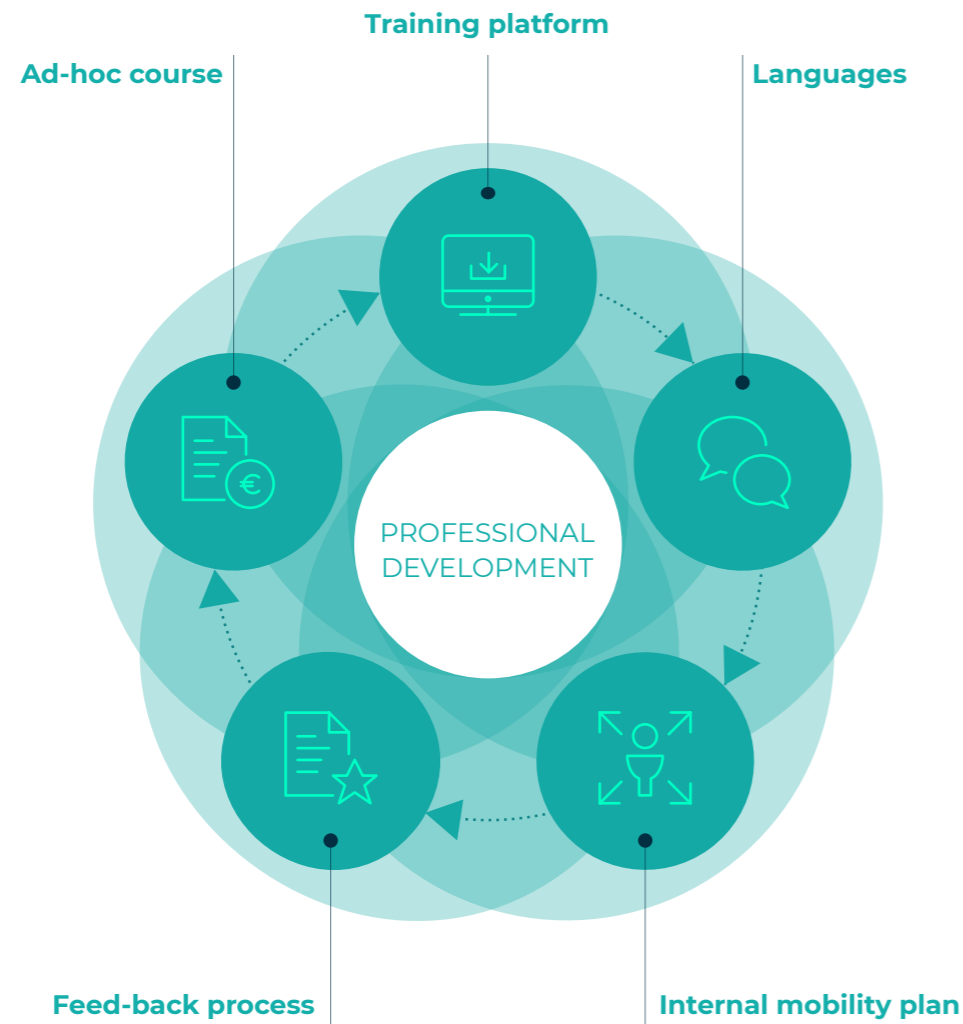 Training platform
Ad-hoc course
Languages
€
PROFESSIONAL
DEVELOPMENT
Feed-back process
Internal mobility plan